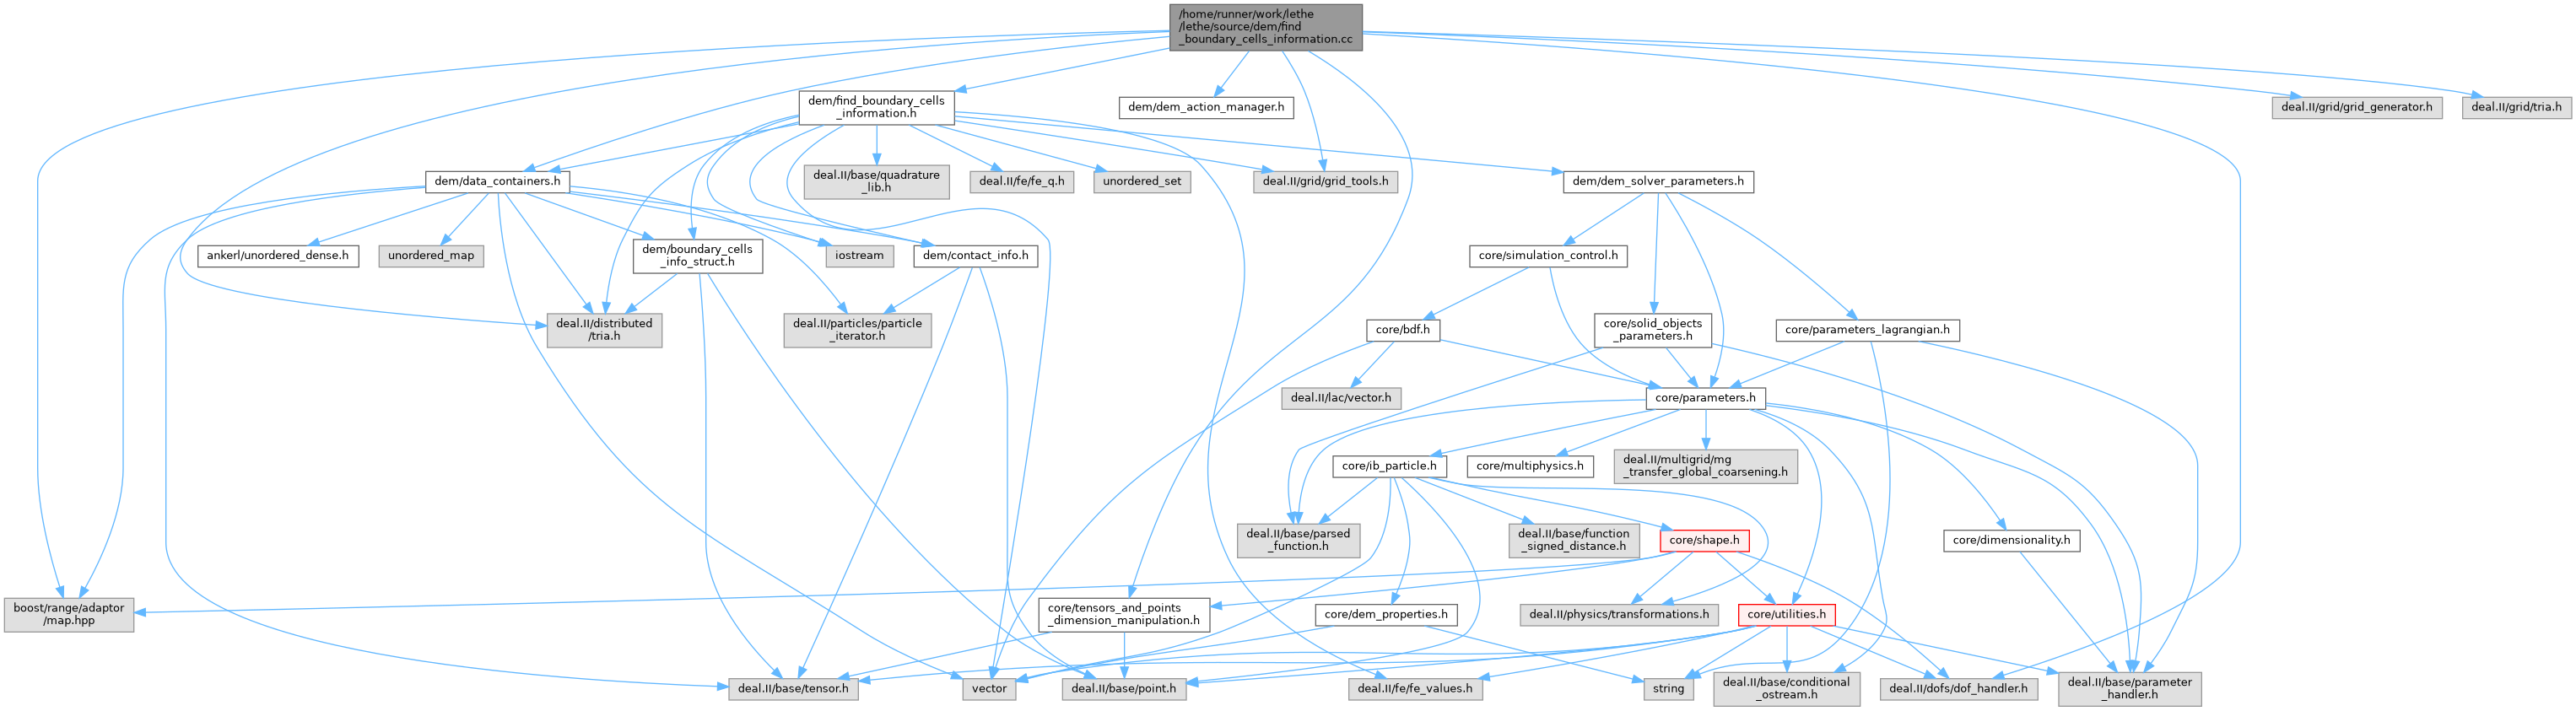 /home/runner/work/lethe
/lethe/source/dem/find
_boundary_cells_information.cc
dem/find_boundary_cells
_information.h
dem/dem_action_manager.h
deal.II/grid/grid_generator.h
deal.II/grid/tria.h
dem/data_containers.h
deal.II/base/quadrature
_lib.h
deal.II/fe/fe_q.h
unordered_set
deal.II/grid/grid_tools.h
dem/dem_solver_parameters.h
ankerl/unordered_dense.h
unordered_map
dem/boundary_cells
_info_struct.h
iostream
dem/contact_info.h
core/simulation_control.h
deal.II/distributed
/tria.h
deal.II/particles/particle
_iterator.h
core/bdf.h
core/solid_objects
_parameters.h
core/parameters_lagrangian.h
deal.II/lac/vector.h
core/parameters.h
core/ib_particle.h
core/multiphysics.h
deal.II/multigrid/mg
_transfer_global_coarsening.h
deal.II/base/parsed
_function.h
deal.II/base/function
_signed_distance.h
core/shape.h
core/dimensionality.h
boost/range/adaptor
/map.hpp
core/tensors_and_points
_dimension_manipulation.h
core/dem_properties.h
deal.II/physics/transformations.h
core/utilities.h
deal.II/base/tensor.h
vector
deal.II/base/point.h
deal.II/fe/fe_values.h
string
deal.II/base/conditional
_ostream.h
deal.II/dofs/dof_handler.h
deal.II/base/parameter
_handler.h